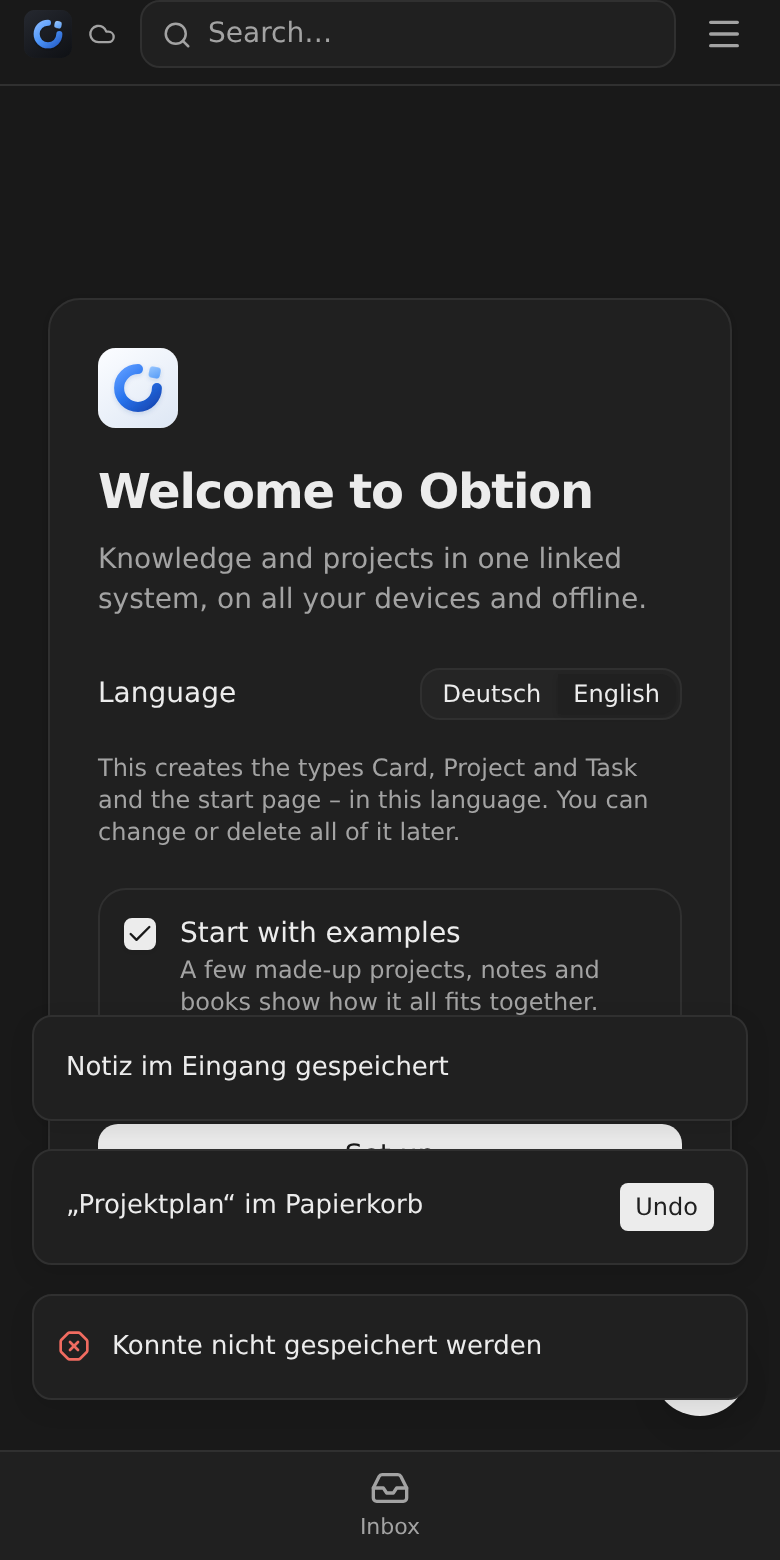 Search...
Welcome to Obtion
Knowledge and projects in one linked
system, on all your devices and offline.
Language
Deutsch English
This creates the types Card, Project and Task
and the start page – in this language. You can
change or delete all of it later.
Start with examples
A few made-up projects, notes and
books show how it all fits together.
Notiz im Eingang gespeichert
„Projektplan“ im Papierkorb
Undo
Konnte nicht gespeichert werden
Inbox